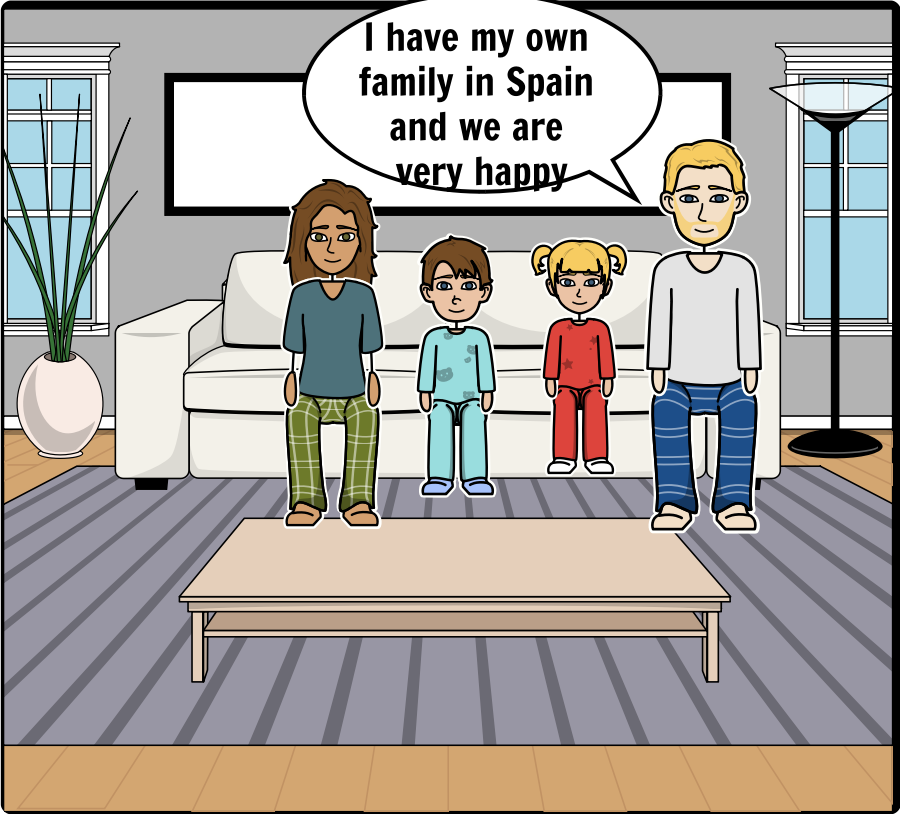 I have my own
family in Spain
and we are
very happy